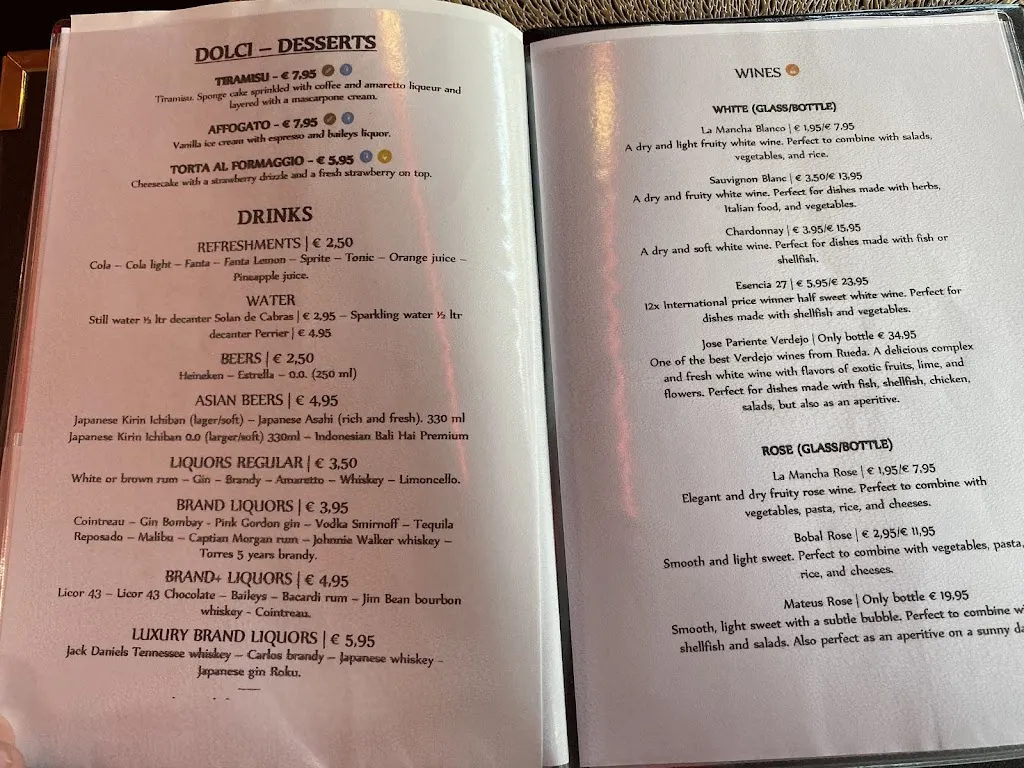 DOLCI – DESSERTS
TIRAMISU - € 7,95
Tiramisu. Sponge cake sprinkled with coffee and amaretto liqueur and
layered with a mascarpone cream.
AFFOGATO - € 7,95
Vanilla ice cream with espresso and baileys liquor.
TORTA AL FORMAGGIO - € 5,95
Cheesecake with a strawberry drizzle and a fresh strawberry on top.
DRINKS
REFRESHMENTS | € 2,50
Cola – Cola light – Fanta – Fanta Lemon – Sprite – Tonic – Orange juice –
Pineapple juice.
WATER
Still water ½ ltr decanter Solan de Cabras | € 2,95 – Sparkling water ½ ltr
decanter Perrier | € 4.95
BEERS | € 2,50
Heineken – Estrella – 0.0. (250 ml)
ASIAN BEERS | € 4,95
Japanese Kirin Ichiban (lager/soft) – Japanese Asahi (rich and fresh). 330 ml
Japanese Kirin Ichiban 0.0 (larger/soft) 330ml – Indonesian Bali Hai Premium
LIQUORS REGULAR | € 3,50
White or brown rum – Gin – Brandy – Amaretto – Whiskey – Limoncello.
BRAND LIQUORS | € 3,95
Cointreau – Gin Bombay - Pink Gordon gin – Vodka Smirnoff – Tequila
Reposado – Malibu – Captian Morgan rum – Johnnie Walker whiskey –
Torres 5 years brandy.
BRAND+ LIQUORS | € 4,95
Licor 43 – Licor 43 Chocolate – Baileys – Bacardi rum – Jim Bean bourbon
whiskey - Cointreau.
LUXURY BRAND LIQUORS | € 5,95
Jack Daniels Tennessee whiskey – Carlos brandy – Japanese whiskey –
Japanese gin Roku.
WINES
WHITE (GLASS/BOTTLE)
La Mancha Blanco | € 1,95/€ 7,95
A dry and light fruity white wine. Perfect to combine with salads,
vegetables, and rice.
Sauvignon Blanc | € 3,50/€ 13,95
A dry and fruity white wine. Perfect for dishes made with herbs,
Italian food, and vegetables.
Chardonnay | € 3.95/€ 15,95
A dry and soft white wine. Perfect for dishes made with fish or
shellfish.
Esencia 27 | € 5,95/€ 23,95
12x International price winner half sweet white wine. Perfect for
dishes made with shellfish and vegetables.
Jose Pariente Verdejo | Only bottle € 34,95
One of the best Verdejo wines from Rueda. A delicious complex
and fresh white wine with flavors of exotic fruits, lime, and
flowers. Perfect for dishes made with fish, shellfish, chicken,
salads, but also as an aperitive.
ROSE (GLASS/BOTTLE)
La Mancha Rose | € 1,95/€ 7,95
Elegant and dry fruity rose wine. Perfect to combine with
vegetables, pasta, rice, and cheeses.
Bobal Rose | € 2,95/€ 11,95
Smooth and light sweet. Perfect to combine with vegetables, pasta,
rice, and cheeses.
Mateus Rose | Only bottle € 19,95
Smooth, light sweet with a subtle bubble. Perfect to combine w
shellfish and salads. Also perfect as an aperitive on a sunny da